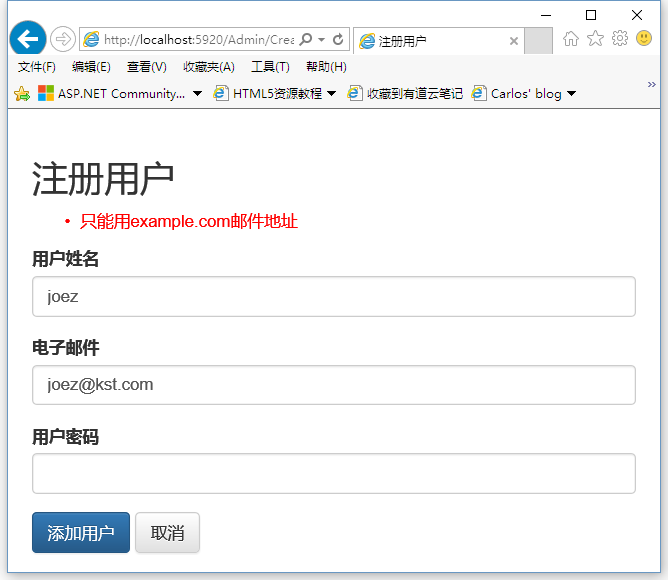 http://localhost:5920/Admin/Crea
注册用户
文件(F) 编辑(E) 查看(V) 收藏夹(A) 工具(T) 帮助(H)
ASP.NET Community... HTML5资源教程 收藏到有道云笔记 Carlos' blog
注册用户
• 只能用example.com邮件地址
用户姓名
joez
电子邮件
joez@kst.com
用户密码
添加用户 取消